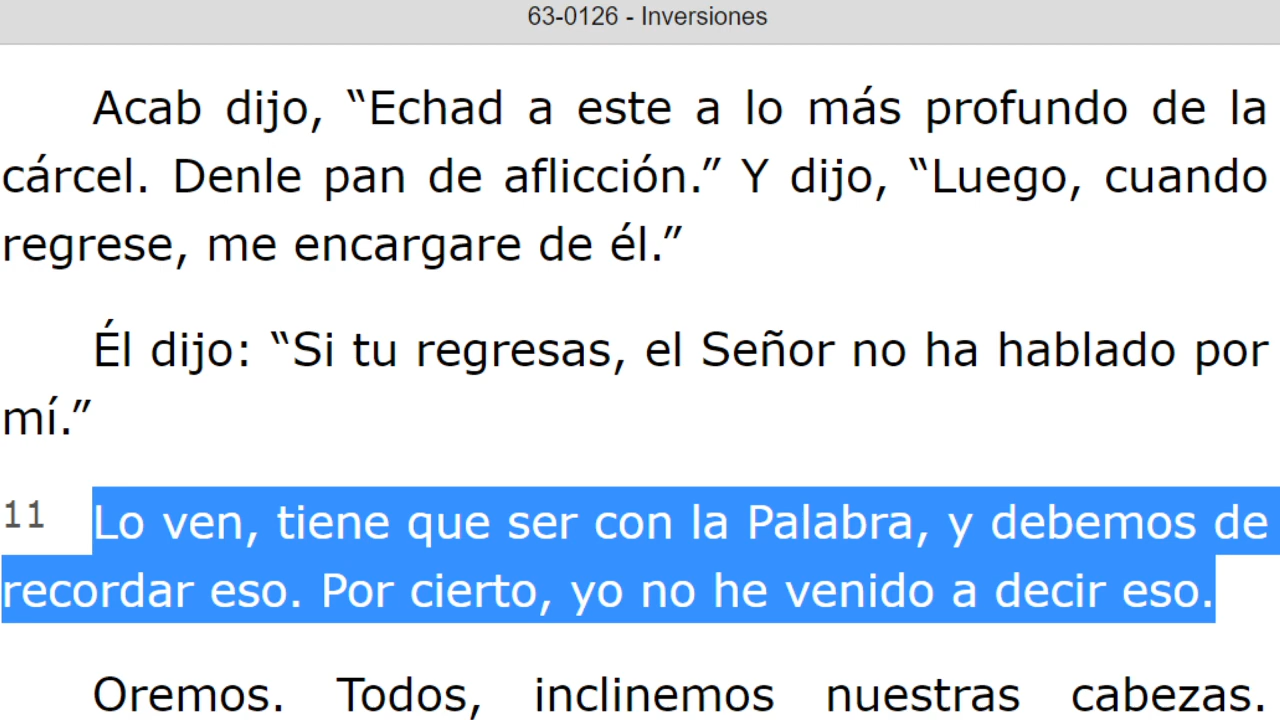 63-0126 - Inversiones
Acab dijo, “Echad a este a lo más profundo de la
cárcel. Denle pan de aflicción.” Y dijo, “Luego, cuando
regrese, me encargare de él.”
Él dijo: “Si tu regresas, el Señor no ha hablado por
mí.”
11 Lo ven, tiene que ser con la Palabra, y debemos de
recordar eso. Por cierto, yo no he venido a decir eso.
Oremos. Todos, inclinemos nuestras cabezas.